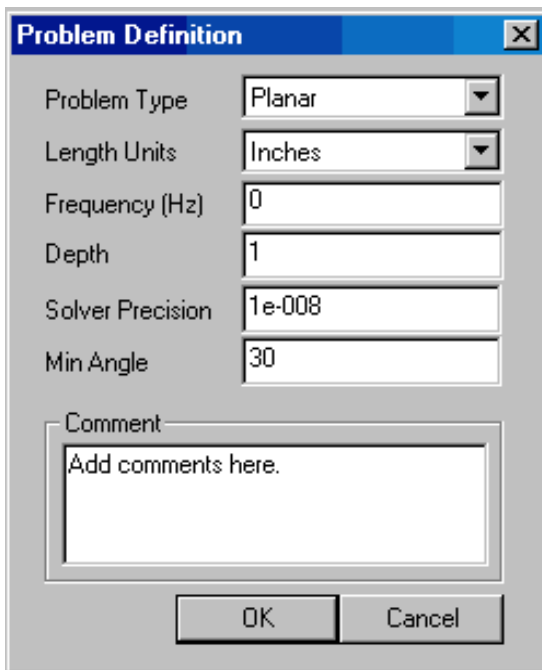 Problem Definition
Problem Type Planar
Length Units Inches
Frequency (Hz) 0
Depth 1
Solver Precision 1e-008
Min Angle 30
Comment
Add comments here.
OK Cancel